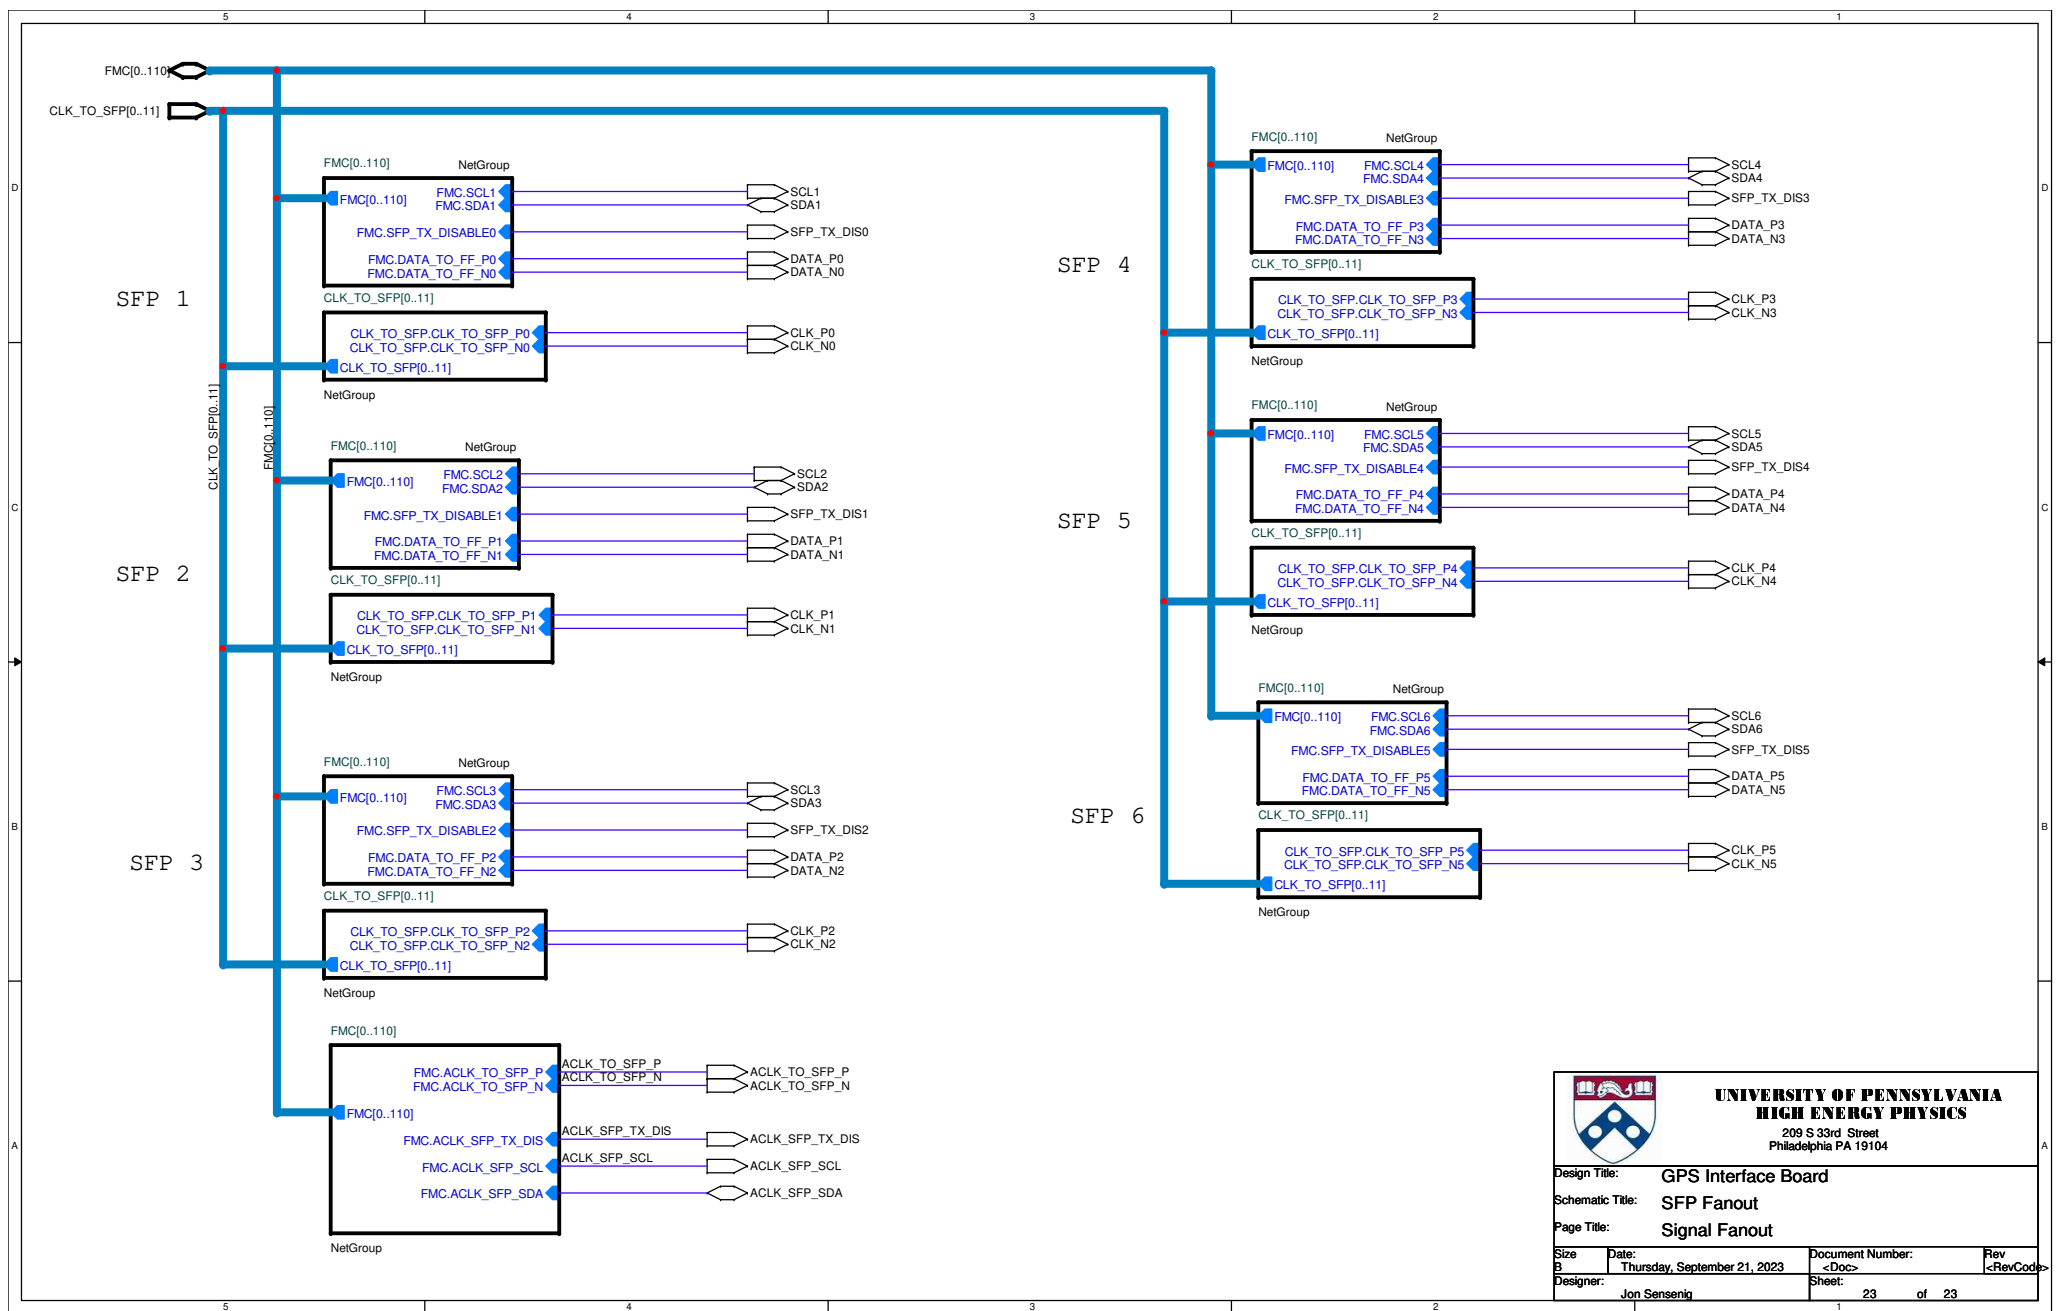 5 4 3 2 1
FMC[0..110]
CLK_TO_SFP[0..11]
D
D
C
C
B
B
A
A
CLK_TO_SFP[0..11]
FMC[0..110]
SFP 1
FMC[0..110] NetGroup
FMC[0..110] FMC.SCL1 SCL1
FMC.SDA1 SDA1
FMC.SFP_TX_DISABLE0 SFP_TX_DIS0
FMC.DATA_TO_FF_P0 DATA_P0
FMC.DATA_TO_FF_N0 DATA_N0
CLK_TO_SFP[0..11]
CLK_TO_SFP.CLK_TO_SFP_P0 CLK_P0
CLK_TO_SFP.CLK_TO_SFP_N0 CLK_N0
CLK_TO_SFP[0..11]
NetGroup
SFP 2
FMC[0..110] NetGroup
FMC[0..110] FMC.SCL2 SCL2
FMC.SDA2 SDA2
FMC.SFP_TX_DISABLE1 SFP_TX_DIS1
FMC.DATA_TO_FF_P1 DATA_P1
FMC.DATA_TO_FF_N1 DATA_N1
CLK_TO_SFP[0..11]
CLK_TO_SFP.CLK_TO_SFP_P1 CLK_P1
CLK_TO_SFP.CLK_TO_SFP_N1 CLK_N1
CLK_TO_SFP[0..11]
NetGroup
SFP 3
FMC[0..110] NetGroup
FMC[0..110] FMC.SCL3 SCL3
FMC.SDA3 SDA3
FMC.SFP_TX_DISABLE2 SFP_TX_DIS2
FMC.DATA_TO_FF_P2 DATA_P2
FMC.DATA_TO_FF_N2 DATA_N2
CLK_TO_SFP[0..11]
CLK_TO_SFP.CLK_TO_SFP_P2 CLK_P2
CLK_TO_SFP.CLK_TO_SFP_N2 CLK_N2
CLK_TO_SFP[0..11]
NetGroup
FMC[0..110]
FMC.ACLK_TO_SFP_P ACLK_TO_SFP_P ACLK_TO_SFP_P
FMC.ACLK_TO_SFP_N ACLK_TO_SFP_N ACLK_TO_SFP_N
FMC[0..110]
FMC.ACLK_SFP_TX_DIS ACLK_SFP_TX_DIS ACLK_SFP_TX_DIS
FMC.ACLK_SFP_SCL ACLK_SFP_SCL ACLK_SFP_SCL
FMC.ACLK_SFP_SDA ACLK_SFP_SDA
NetGroup
SFP 4
FMC[0..110] NetGroup
FMC[0..110] FMC.SCL4 SCL4
FMC.SDA4 SDA4
FMC.SFP_TX_DISABLE3 SFP_TX_DIS3
FMC.DATA_TO_FF_P3 DATA_P3
FMC.DATA_TO_FF_N3 DATA_N3
CLK_TO_SFP[0..11]
CLK_TO_SFP.CLK_TO_SFP_P3 CLK_P3
CLK_TO_SFP.CLK_TO_SFP_N3 CLK_N3
CLK_TO_SFP[0..11]
NetGroup
SFP 5
FMC[0..110] NetGroup
FMC[0..110] FMC.SCL5 SCL5
FMC.SDA5 SDA5
FMC.SFP_TX_DISABLE4 SFP_TX_DIS4
FMC.DATA_TO_FF_P4 DATA_P4
FMC.DATA_TO_FF_N4 DATA_N4
CLK_TO_SFP[0..11]
CLK_TO_SFP.CLK_TO_SFP_P4 CLK_P4
CLK_TO_SFP.CLK_TO_SFP_N4 CLK_N4
CLK_TO_SFP[0..11]
NetGroup
SFP 6
FMC[0..110] NetGroup
FMC[0..110] FMC.SCL6 SCL6
FMC.SDA6 SDA6
FMC.SFP_TX_DISABLE5 SFP_TX_DIS5
FMC.DATA_TO_FF_P5 DATA_P5
FMC.DATA_TO_FF_N5 DATA_N5
CLK_TO_SFP[0..11]
CLK_TO_SFP.CLK_TO_SFP_P5 CLK_P5
CLK_TO_SFP.CLK_TO_SFP_N5 CLK_N5
CLK_TO_SFP[0..11]
NetGroup
UNIVERSITY OF PENNSYLVANIA
HIGH ENERGY PHYSICS
209 S 33rd Street
Philadelphia PA 19104
Design Title: GPS Interface Board
Schematic Title: SFP Fanout
Page Title: Signal Fanout
Size Date: Document Number: Rev
B Thursday, September 21, 2023 <Doc> <RevCode>
Designer: Sheet:
Jon Sensenig 23 of 23
5 4 3 2 1